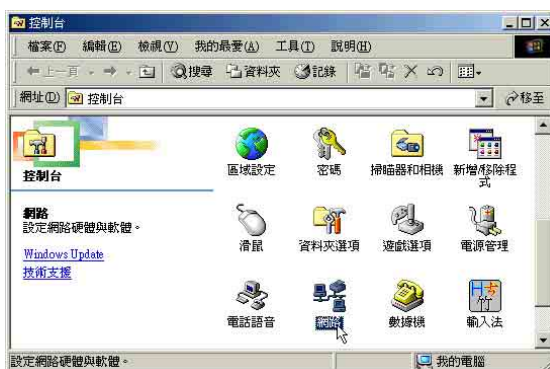 控制台
檔案(F) 編輯(E) 檢視(V) 我的最愛(A) 工具(T) 說明(H)
上一頁 搜尋 資料夾 記錄
網址(D) 控制台 移至
控制台
網路
設定網路硬體與軟體。
Windows Update
技術支援
區域設定 密碼 掃瞄器和相機 新增/移除程式
滑鼠 資料夾選項 遊戲選項 電源管理
電話語音 網路 數據機 輸入法
設定網路硬體與軟體。 我的電腦